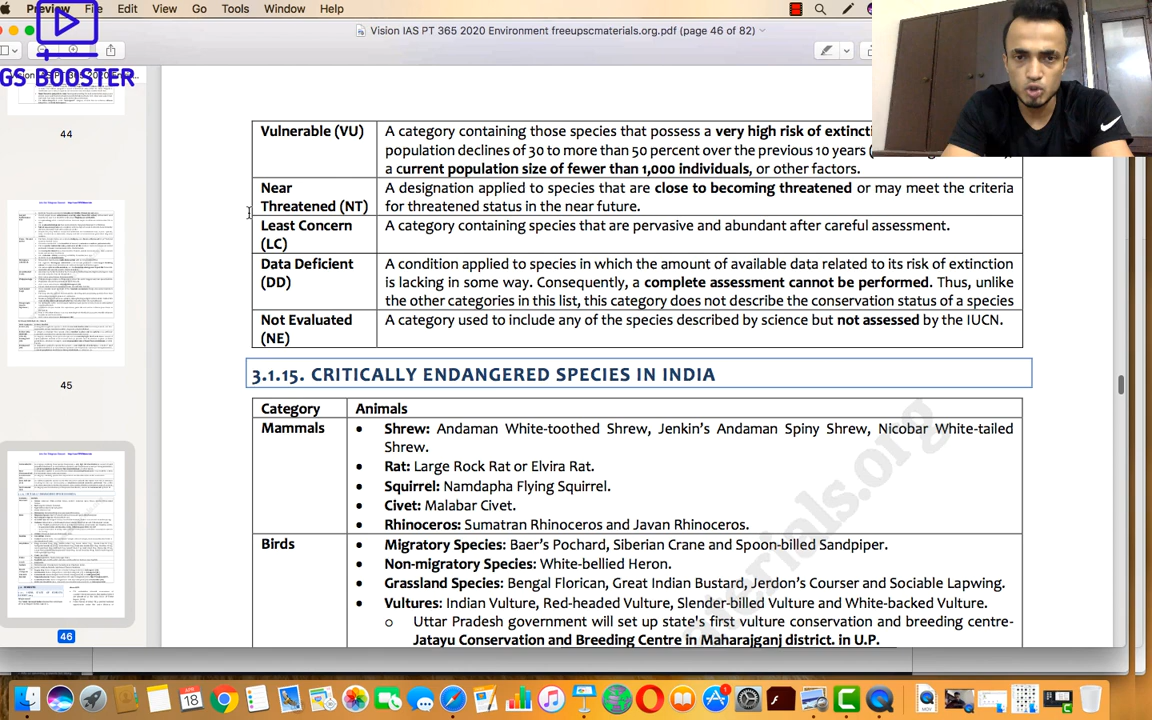 Preview File Edit View Go Tools Window Help
Vision IAS PT 365 2020 Environment freeupscmaterials.org.pdf (page 46 of 82)
GS BOOSTER
44
45
46
Vulnerable (VU)
A category containing those species that possess a very high risk of
population declines of 30 to more than 50 percent over the previous 10 years
a current population size of fewer than 1,000 individuals, or other factors.
Near
Threatened (NT)
A designation applied to species that are close to becoming threatened or may meet the criteria
for threatened status in the near future.
Least Concern
(LC)
A category containing species that are pervasive and abundant after careful assessment.
Data Deficient
(DD)
A condition applied to species in which the amount of available data related to its risk of extinction
is lacking in some way. Consequently, a complete assessment cannot be performed. Thus, unlike
the other categories in this list, this category does not describe the conservation status of a species
Not Evaluated
(NE)
A category used to include any of the species described by science but not assessed by the IUCN.
3.1.15. CRITICALLY ENDANGERED SPECIES IN INDIA
Category Animals
Mammals
• Shrew: Andaman White-toothed Shrew, Jenkin's Andaman Spiny Shrew, Nicobar White-tailed
Shrew.
• Rat: Large Rock Rat or Elvira Rat.
• Squirrel: Namdapha Flying Squirrel.
• Civet: Malabar Civet.
• Rhinoceros: Sumatran Rhinoceros and Javan Rhinoceros.
Birds
• Migratory Species: Baer's Pochard, Siberian Crane and Spoon-billed Sandpiper.
• Non-migratory Species: White-bellied Heron.
• Grassland Species: Bengal Florican, Great Indian Bustard, Jerdon's Courser and Sociable Lapwing.
• Vultures: Indian Vulture, Red-headed Vulture, Slender-billed Vulture and White-backed Vulture.
o Uttar Pradesh government will set up state's first vulture conservation and breeding centre-
Jatayu Conservation and Breeding Centre in Maharajganj district. in U.P.
APR
18